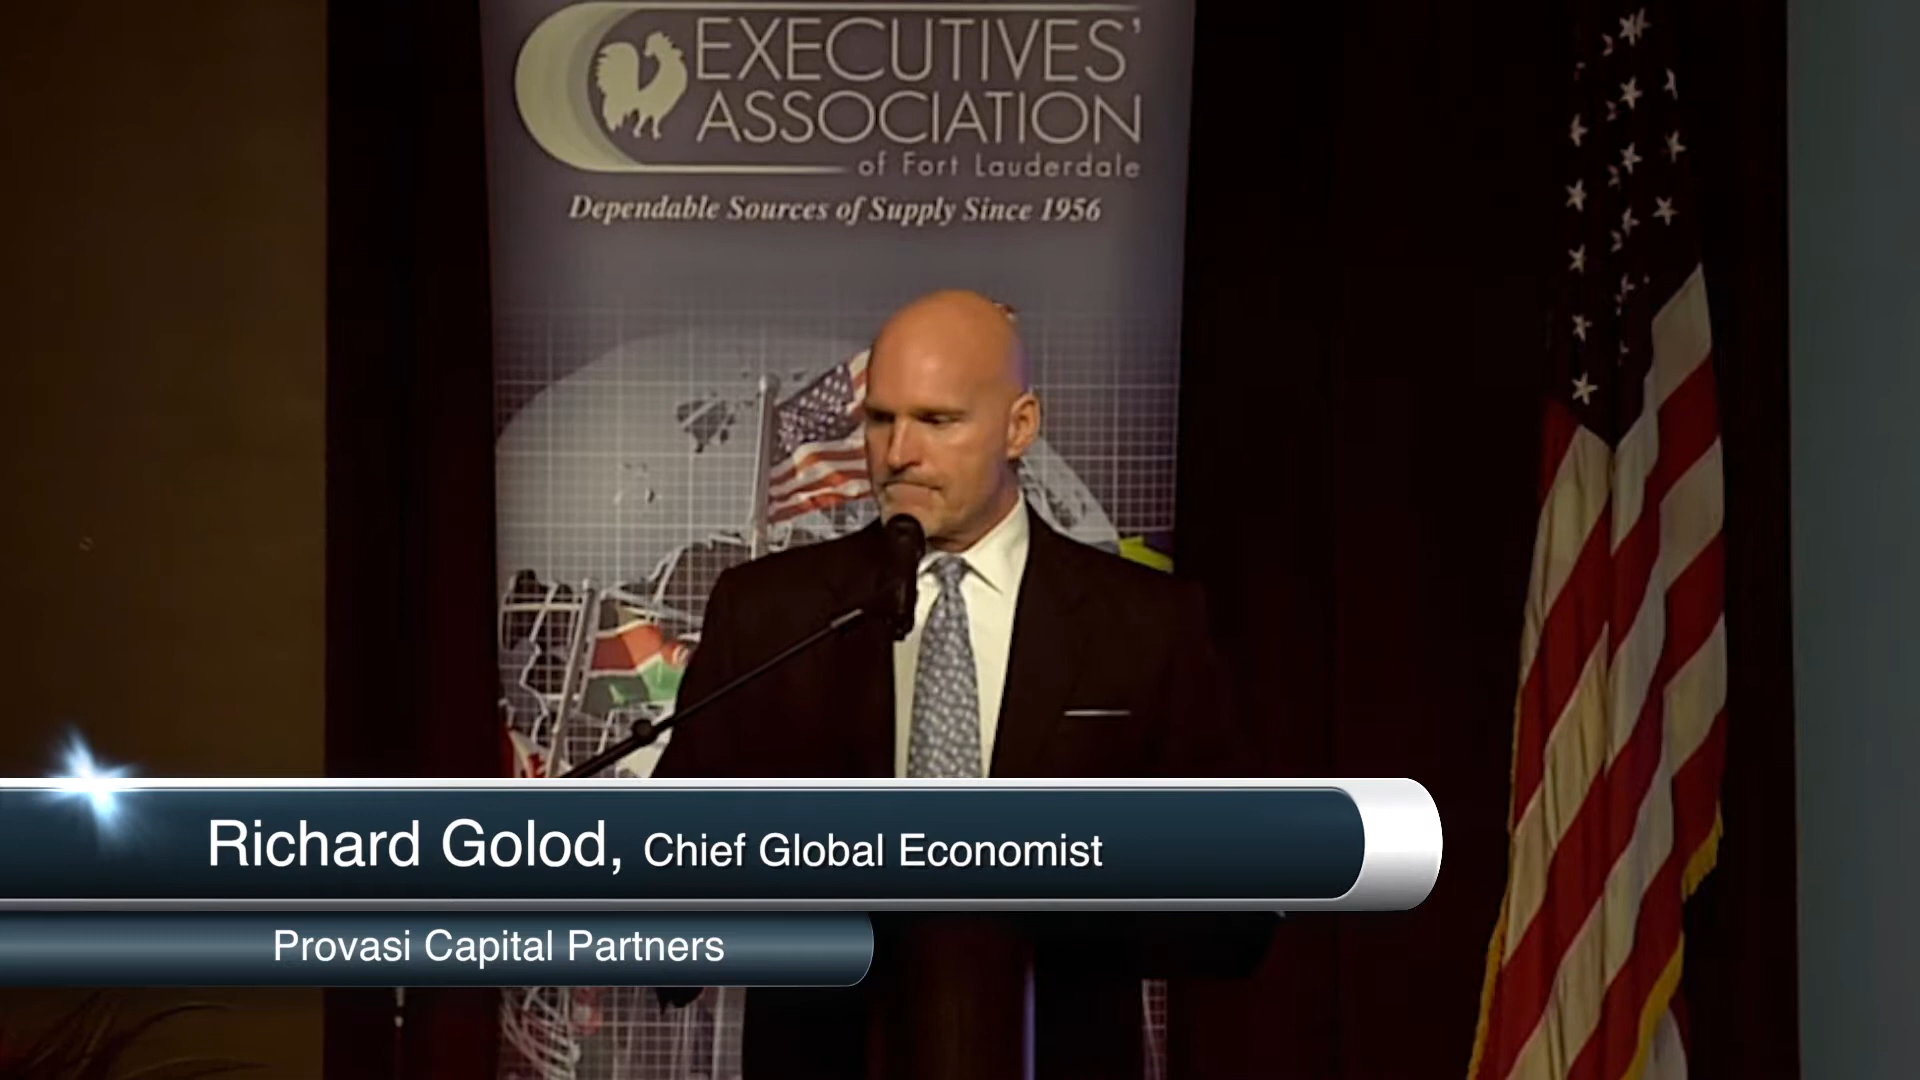 EXECUTIVES'
ASSOCIATION
of Fort Lauderdale
Dependable Sources of Supply Since 1956
Richard Golod, Chief Global Economist
Provasi Capital Partners